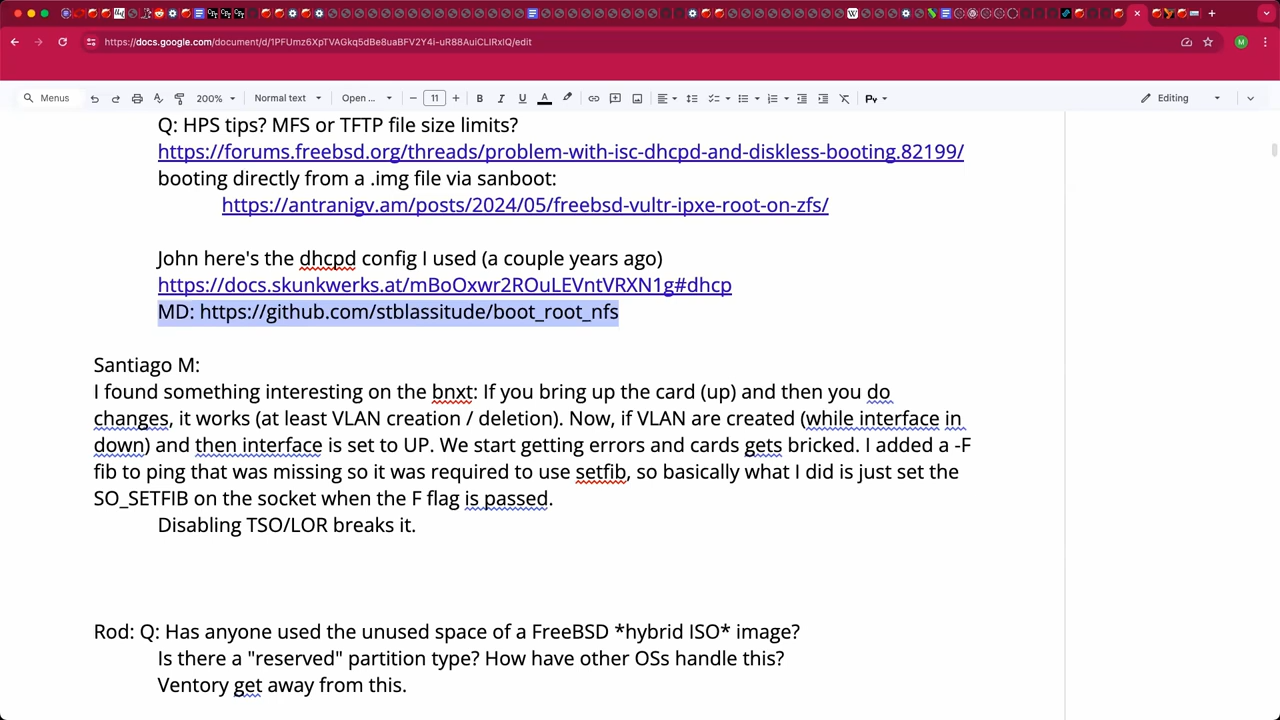 https://docs.google.com/document/d/1PFUmz6XpTVAGkq5dBe8uaBFV2Y4i-uR88AuiCLIRxIQ/edit
M
Menus
200%
Normal text
Open ...
11
B I U A
Editing
Q: HPS tips? MFS or TFTP file size limits?
https://forums.freebsd.org/threads/problem-with-isc-dhcpd-and-diskless-booting.82199/
booting directly from a .img file via sanboot:
https://antranigv.am/posts/2024/05/freebsd-vultr-ipxe-root-on-zfs/
John here's the dhcpd config I used (a couple years ago)
https://docs.skunkwerks.at/mBoOxwr2ROuLEVntVRXN1g#dhcp
MD: https://github.com/stblassitude/boot_root_nfs
Santiago M:
I found something interesting on the bnxt: If you bring up the card (up) and then you do
changes, it works (at least VLAN creation / deletion). Now, if VLAN are created (while interface in
down) and then interface is set to UP. We start getting errors and cards gets bricked. I added a -F
fib to ping that was missing so it was required to use setfib, so basically what I did is just set the
SO_SETFIB on the socket when the F flag is passed.
Disabling TSO/LOR breaks it.
Rod: Q: Has anyone used the unused space of a FreeBSD *hybrid ISO* image?
Is there a "reserved" partition type? How have other OSs handle this?
Ventory get away from this.